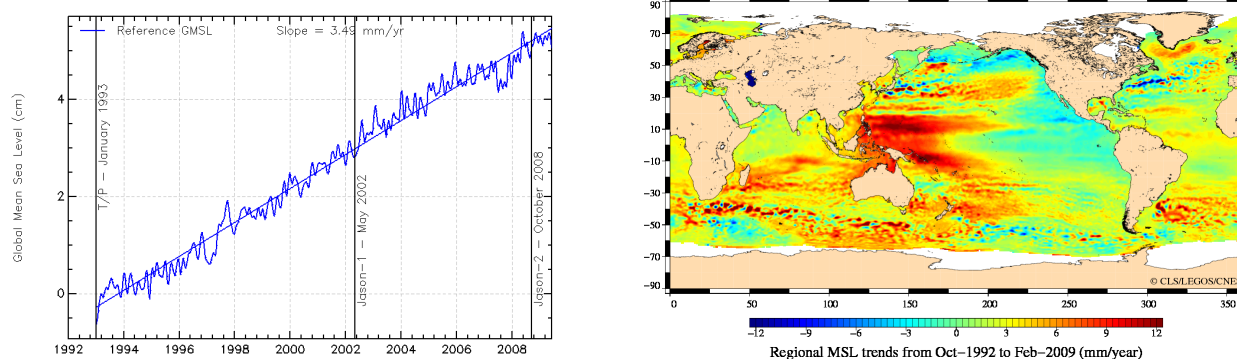 Reference GMSL
Slope = 3.49 mm/yr
Global Mean Sea Level (cm)
4
2
0
T/P – January 1993
Jason-1 – May 2002
Jason-2 – October 2008
1992 1994 1996 1998 2000 2002 2004 2006 2008
90
70
50
30
10
−10
−30
−50
−70
−90
© CLS/LEGOS/CNE
0 50 100 150 200 250 300 350
−12 −9 −6 −3 0 3 6 9 12
Regional MSL trends from Oct−1992 to Feb−2009 (mm/year)